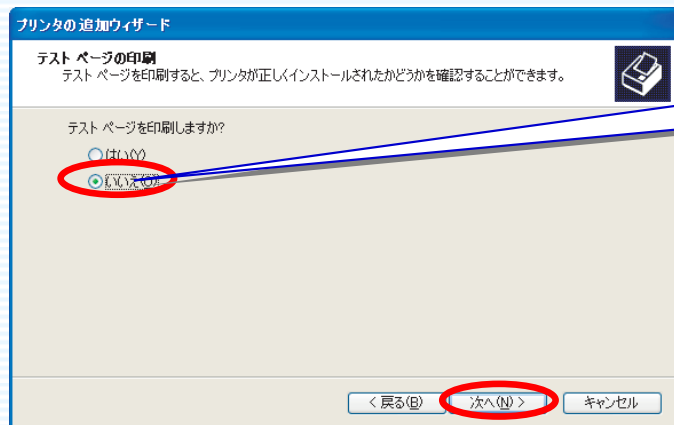 プリンタの追加ウィザード
テスト ページの印刷
テスト ページを印刷すると、プリンタが正しくインストールされたかどうかを確認することができます。
テスト ページを印刷しますか?
はい(Y)
いいえ(O)
< 戻る(B)
次へ(N) >
キャンセル